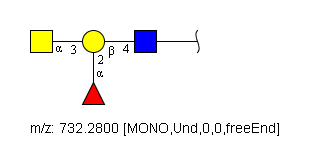 α 3 β 4
2
α
m/z: 732.2800 [MONO,Und,0,0,freeEnd]